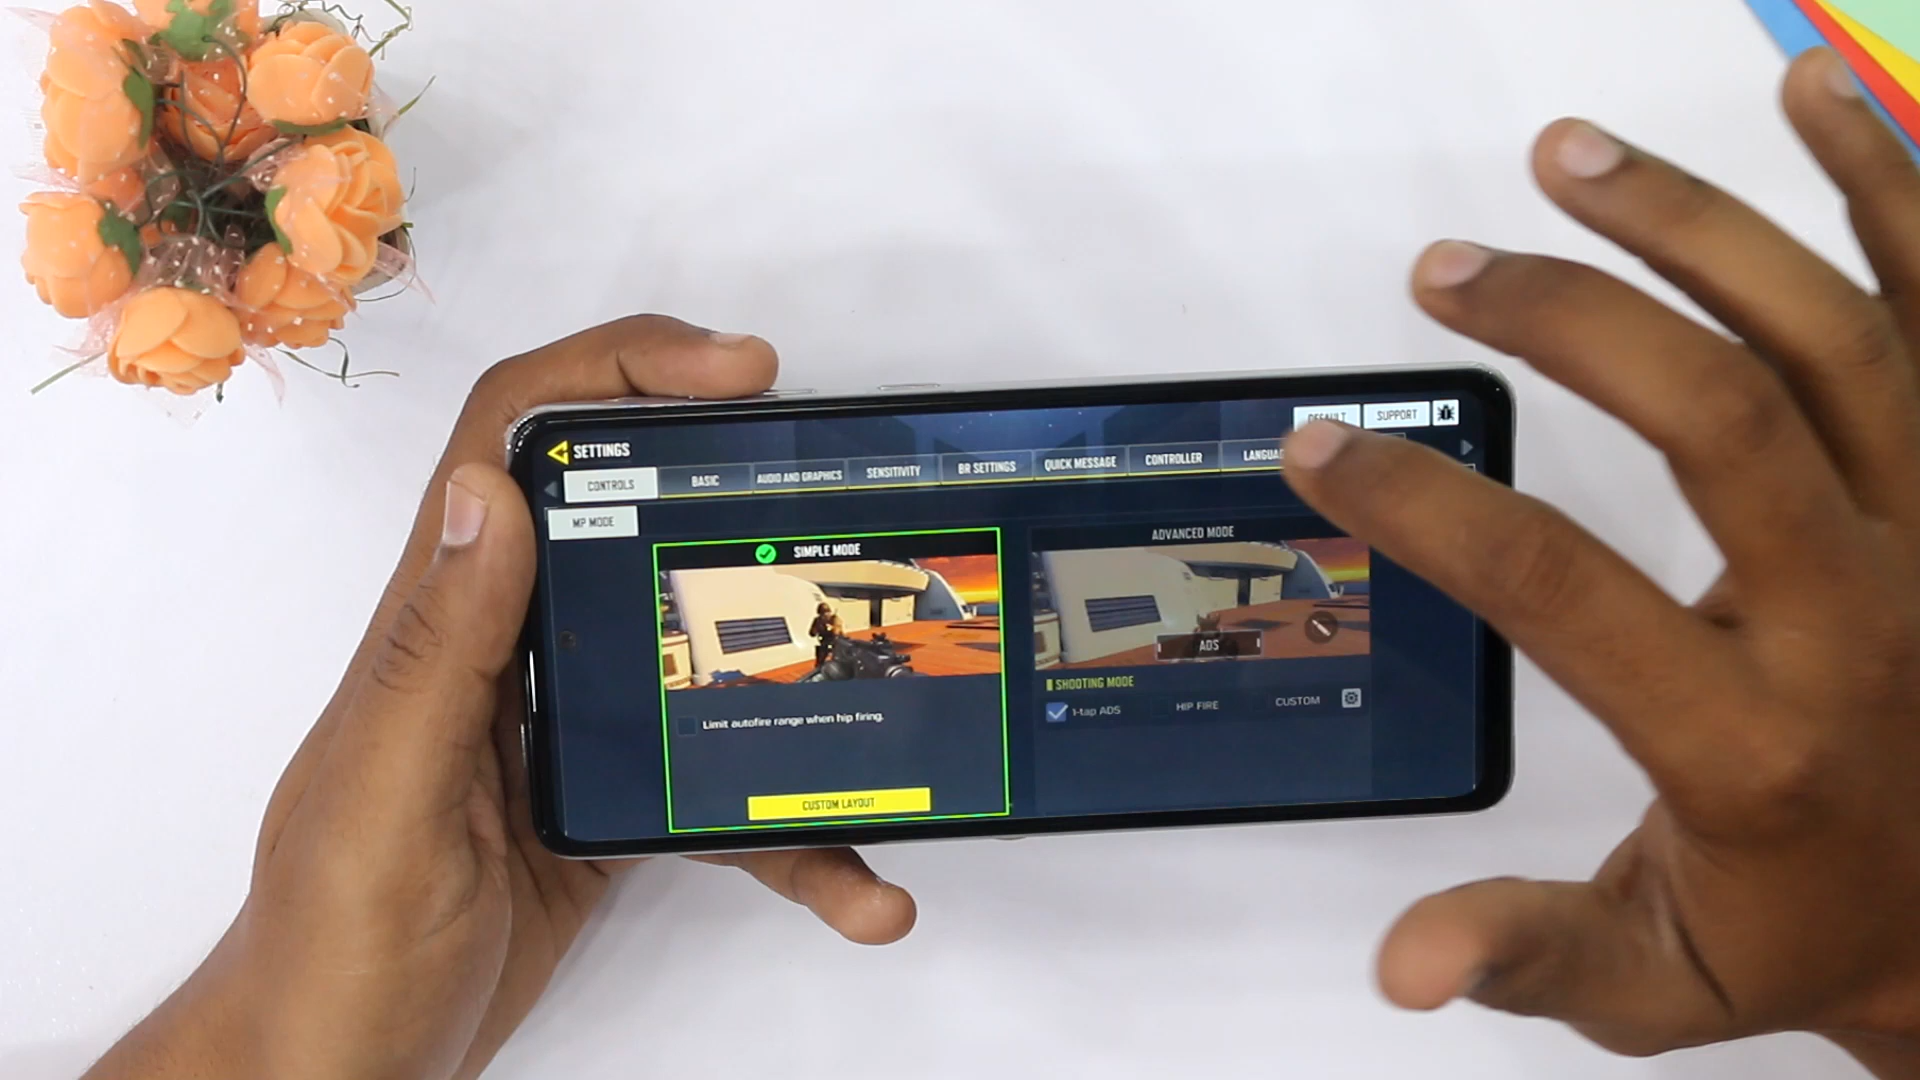 SETTINGS
DEFAULT
SUPPORT
CONTROLS
BASIC
AUDIO AND GRAPHICS
SENSITIVITY
BR SETTINGS
QUICK MESSAGE
CONTROLLER
MP MODE
SIMPLE MODE
Limit autofire range when hip firing.
CUSTOM LAYOUT
ADVANCED MODE
ADS
SHOOTING MODE
1-tap ADS
HIP FIRE
CUSTOM